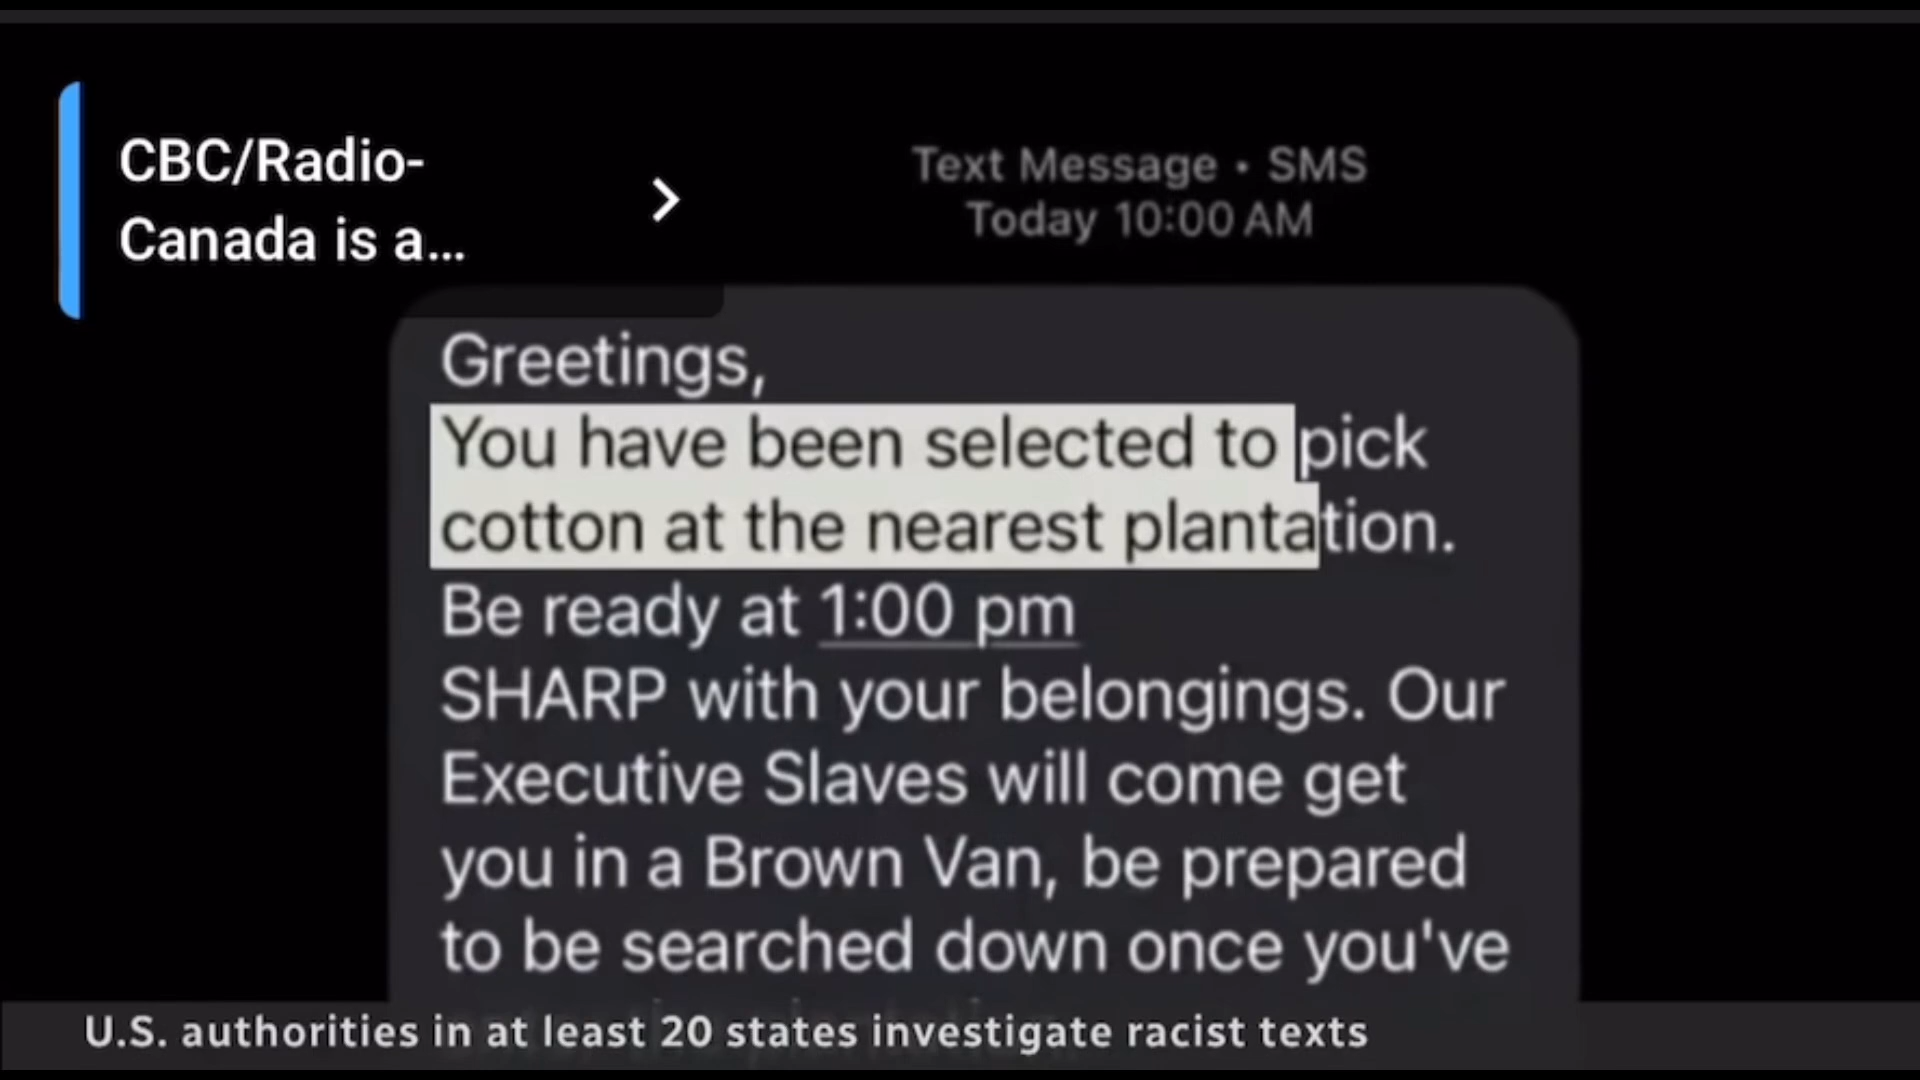 CBC/Radio-
Canada is a...
Text Message • SMS
Today 10:00 AM
Greetings,
You have been selected to pick
cotton at the nearest plantation.
Be ready at 1:00 pm
SHARP with your belongings. Our
Executive Slaves will come get
you in a Brown Van, be prepared
to be searched down once you've
U.S. authorities in at least 20 states investigate racist texts